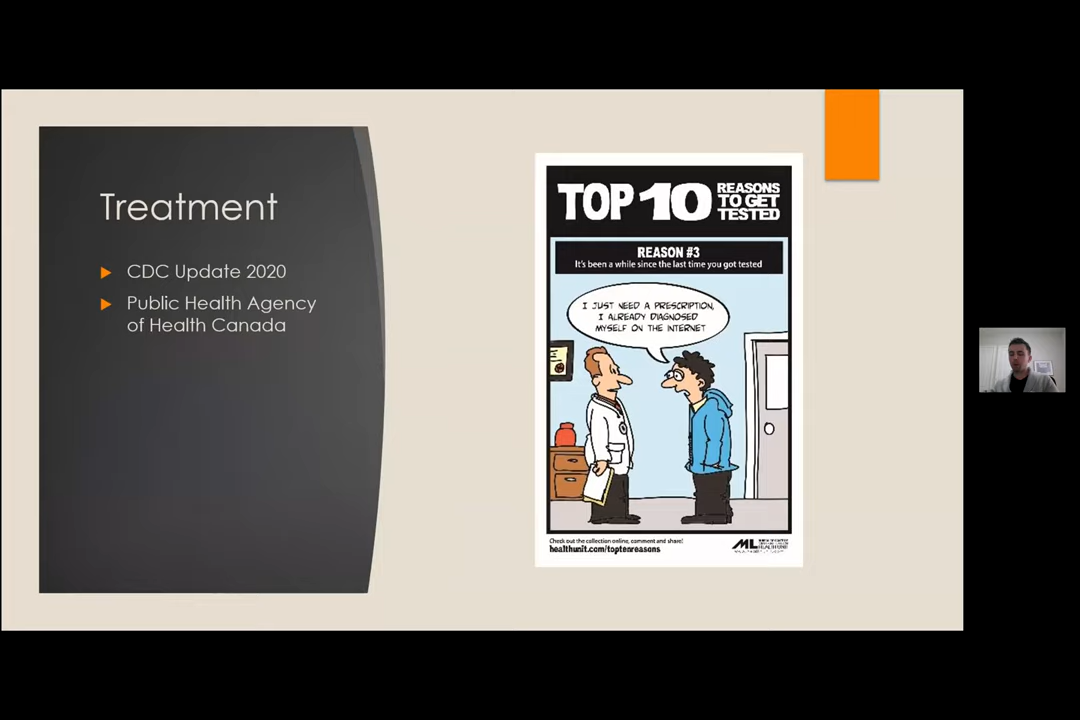 Treatment
CDC Update 2020
Public Health Agency
of Health Canada
TOP 10 REASONS
TO GET
TESTED
REASON #3
It's been a while since the last time you got tested
I JUST NEED A PRESCRIPTION,
I ALREADY DIAGNOSED
MYSELF ON THE INTERNET
Check out the collection online, comment and share!
healthunit.com/toptenreasons
ML
HEALTH UNIT